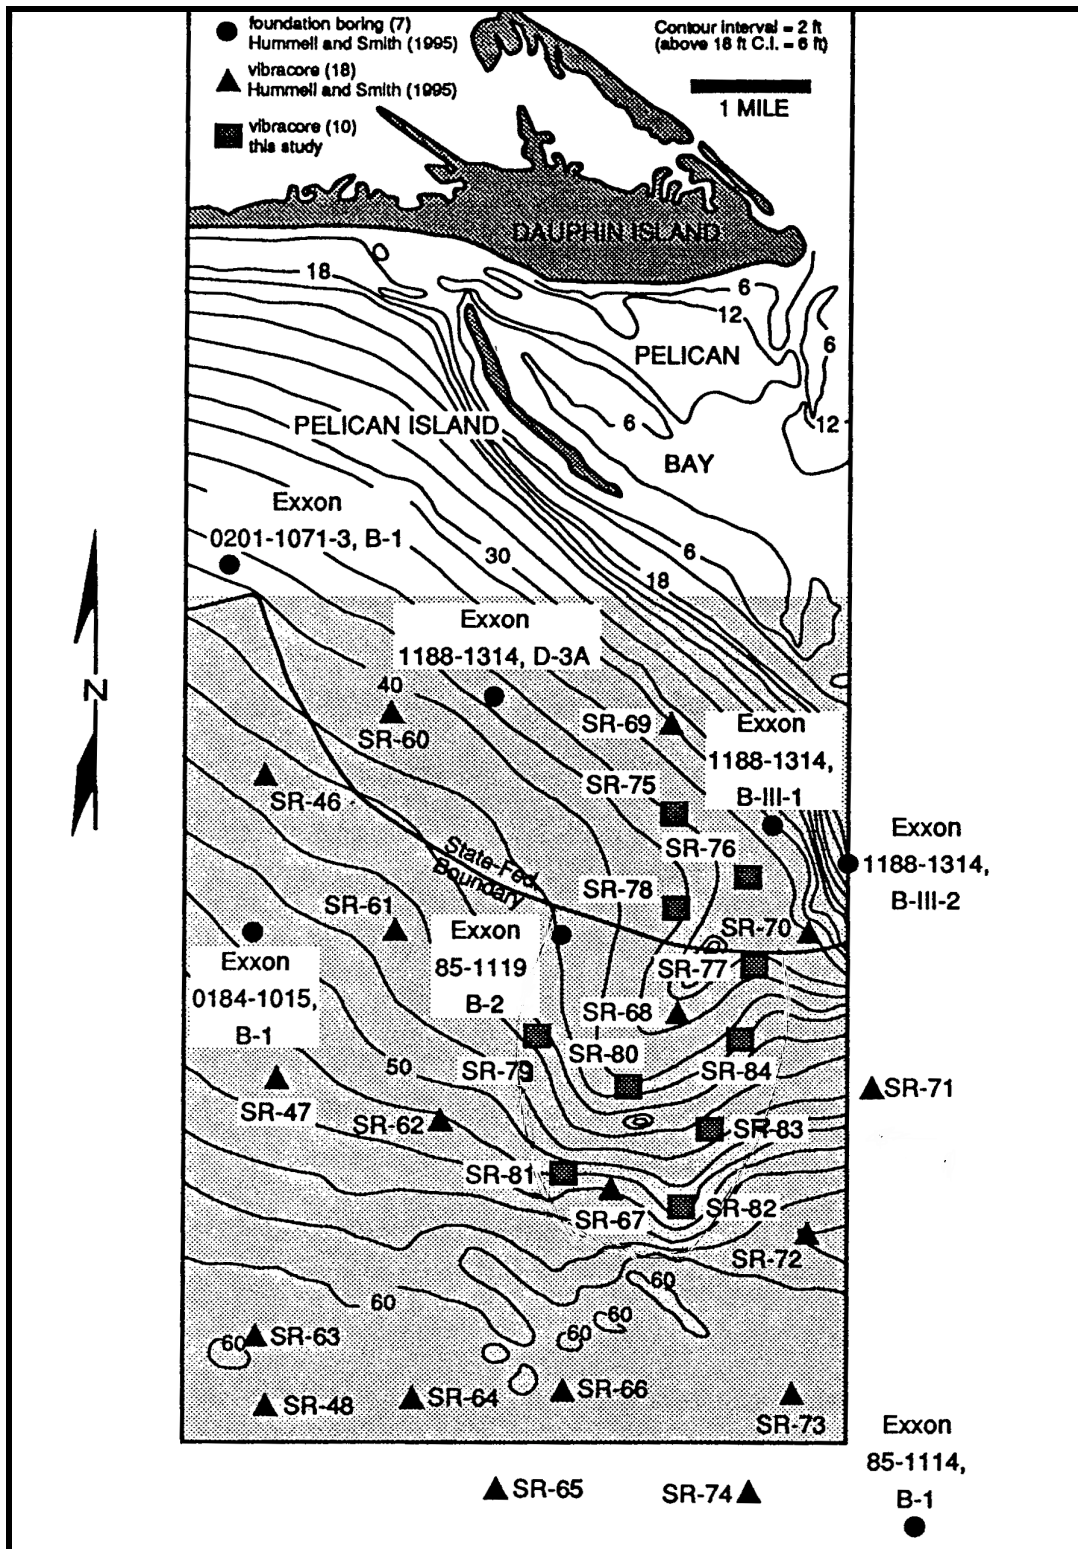 foundation boring (7)
Hummell and Smith (1995)
vibracore (18)
Hummell and Smith (1995)
vibracore (10)
this study
Contour interval = 2 ft
(above 18 ft C.I. = 6 ft)
1 MILE
DAUPHIN ISLAND
18
6
12
6
PELICAN
6
12
PELICAN ISLAND
BAY
Exxon
0201-1071-3, B-1
30
6
18
Exxon
1188-1314, D-3A
N
40
SR-60
SR-69
Exxon
1188-1314,
B-III-1
SR-46
SR-75
SR-76
Exxon
1188-1314,
B-III-2
State-Fed.
Boundary
SR-78
SR-61
SR-70
Exxon
85-1119
B-2
Exxon
0184-1015,
B-1
SR-77
SR-68
SR-79
SR-80
SR-84
50
SR-47
SR-62
SR-71
SR-83
SR-81
SR-67
SR-82
SR-72
60
60
60
60
60
SR-63
SR-48
SR-64
SR-66
SR-73
Exxon
85-1114,
B-1
SR-65
SR-74